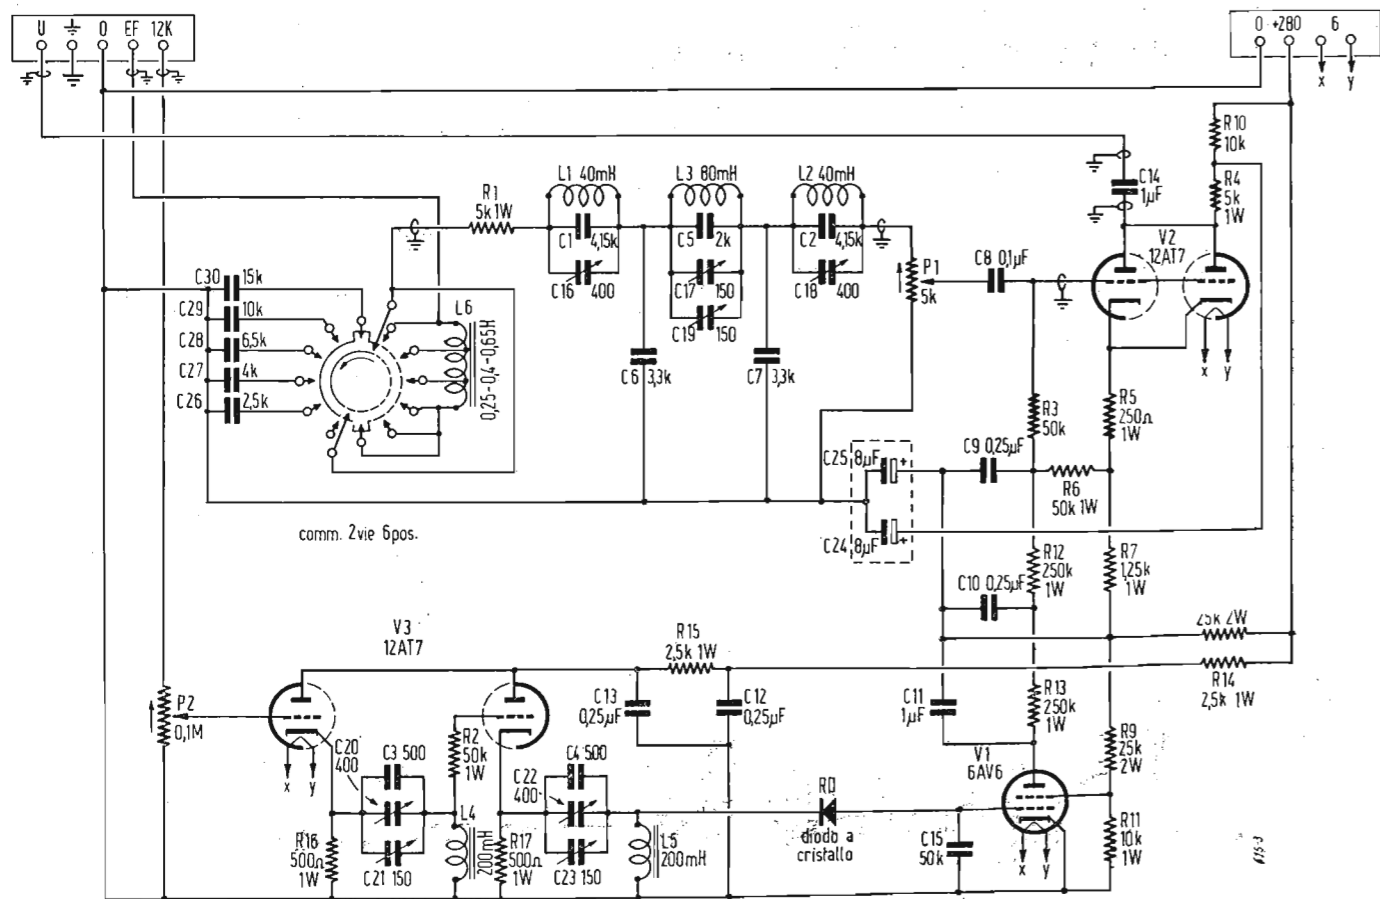 U 0 EF 12K
0 +280 6
x y
R10
10k
R4
5k
1W
C14
1µF
V2
12AT7
x y
R1
5k 1W
L1 40mH
C1 4,15k
C16 400
L3 80mH
C5 2k
C17 150
C19 150
L2 40mH
C2 4,15k
C18 400
P1
5k
C8 0,1µF
C30 15k
C29 10k
C28 6,5k
C27 4k
C26 2,5k
L6
0,25-0,4-0,65H
C6 3,3k
C7 3,3k
R3
50k
R5
250Ω
1W
C25 8µF +
C9 0,25µF
R6
50k 1W
C24 8µF +
comm. 2vie 6pos.
R12
250k
1W
R7
1,25k
1W
C10 0,25µF
25k 2W
R14
2,5k 1W
V3
12AT7
R15
2,5k 1W
P2
0,1M
C13
0,25µF
C12
0,25µF
C11
1µF
R13
250k
1W
R9
25k
2W
V1
6AV6
x y
C20
400
C3 500
R2
50k
1W
C22
400
C4 500
R16
500Ω
1W
C21 150
L4
200mH
R17
500Ω
1W
C23 150
L5
200mH
RD
diodo a
cristallo
C15
50k
R11
10k
1W
x y